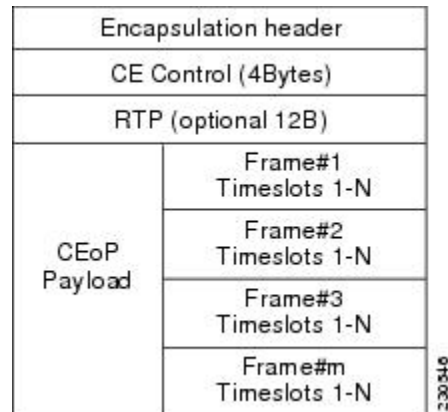 Encapsulation header
CE Control (4Bytes)
RTP (optional 12B)
CEoP
Payload
Frame#1
Timeslots 1-N
Frame#2
Timeslots 1-N
Frame#3
Timeslots 1-N
Frame#m
Timeslots 1-N